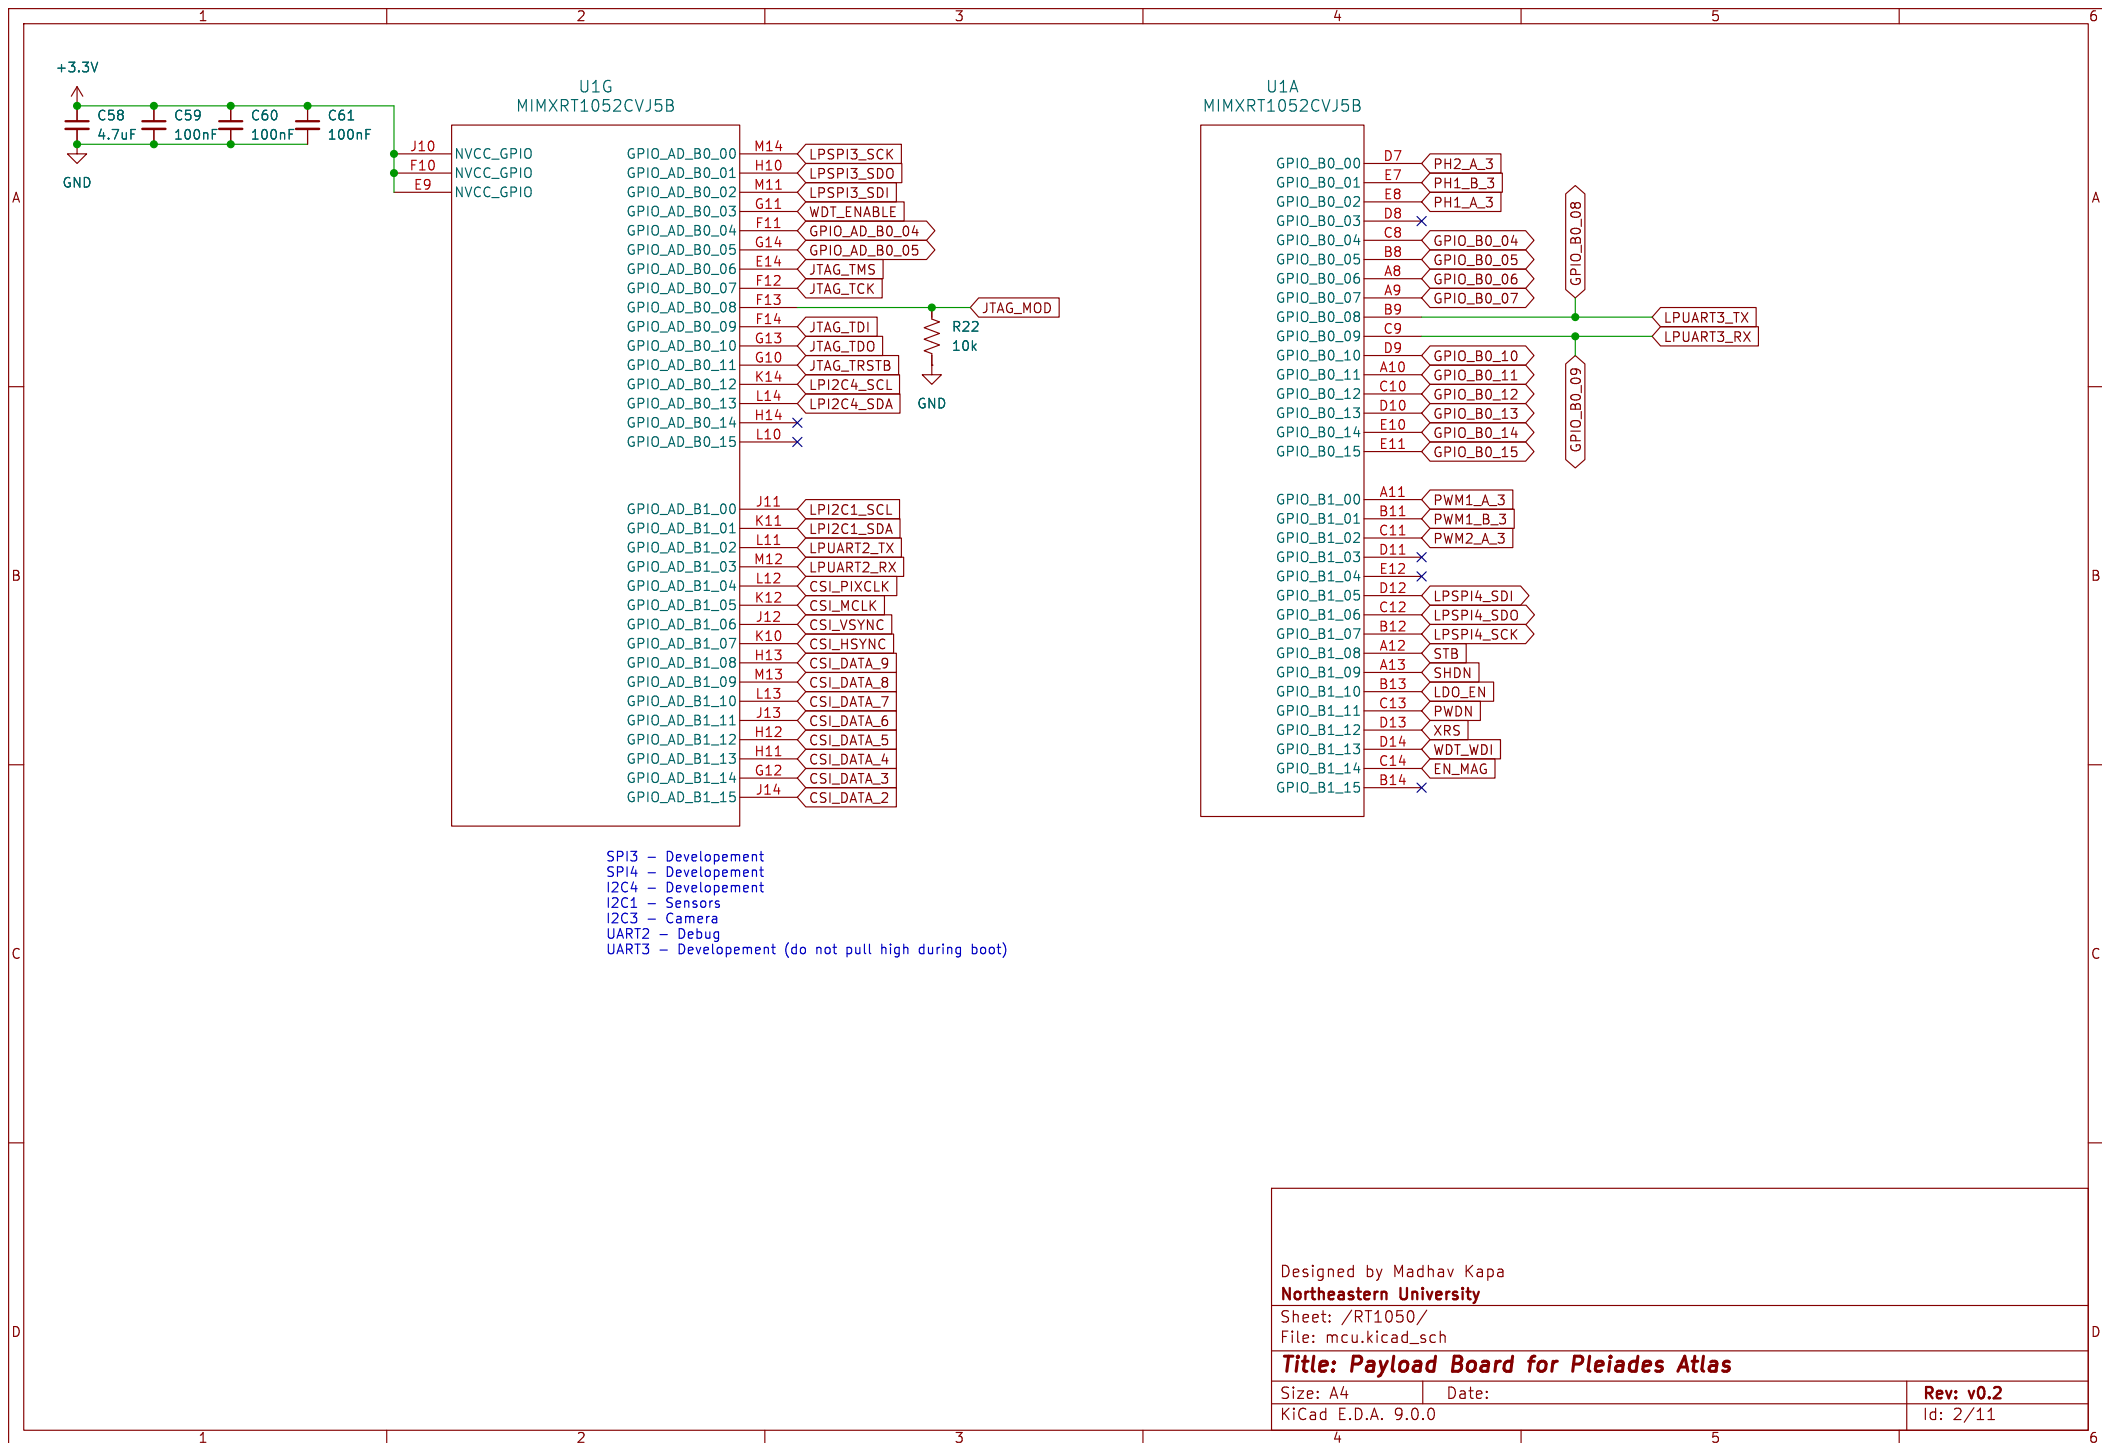 1 2 3 4 5 6
+3.3V
C58 C59 C60 C61
4.7uF 100nF 100nF 100nF
GND
U1G
MIMXRT1052CVJ5B
J10 NVCC_GPIO
F10 NVCC_GPIO
E9 NVCC_GPIO
GPIO_AD_B0_00 M14 LPSPI3_SCK
GPIO_AD_B0_01 H10 LPSPI3_SDO
GPIO_AD_B0_02 M11 LPSPI3_SDI
GPIO_AD_B0_03 G11 WDT_ENABLE
GPIO_AD_B0_04 F11 GPIO_AD_B0_04
GPIO_AD_B0_05 G14 GPIO_AD_B0_05
GPIO_AD_B0_06 E14 JTAG_TMS
GPIO_AD_B0_07 F12 JTAG_TCK
GPIO_AD_B0_08 F13 JTAG_MOD
GPIO_AD_B0_09 F14 JTAG_TDI
GPIO_AD_B0_10 G13 JTAG_TDO
GPIO_AD_B0_11 G10 JTAG_TRSTB
GPIO_AD_B0_12 K14 LPI2C4_SCL
GPIO_AD_B0_13 L14 LPI2C4_SDA
GPIO_AD_B0_14 H14
GPIO_AD_B0_15 L10
R22
10k
GND
GPIO_AD_B1_00 J11 LPI2C1_SCL
GPIO_AD_B1_01 K11 LPI2C1_SDA
GPIO_AD_B1_02 L11 LPUART2_TX
GPIO_AD_B1_03 M12 LPUART2_RX
GPIO_AD_B1_04 L12 CSI_PIXCLK
GPIO_AD_B1_05 K12 CSI_MCLK
GPIO_AD_B1_06 J12 CSI_VSYNC
GPIO_AD_B1_07 K10 CSI_HSYNC
GPIO_AD_B1_08 H13 CSI_DATA_9
GPIO_AD_B1_09 M13 CSI_DATA_8
GPIO_AD_B1_10 L13 CSI_DATA_7
GPIO_AD_B1_11 J13 CSI_DATA_6
GPIO_AD_B1_12 H12 CSI_DATA_5
GPIO_AD_B1_13 H11 CSI_DATA_4
GPIO_AD_B1_14 G12 CSI_DATA_3
GPIO_AD_B1_15 J14 CSI_DATA_2
SPI3 - Developement
SPI4 - Developement
I2C4 - Developement
I2C1 - Sensors
I2C3 - Camera
UART2 - Debug
UART3 - Developement (do not pull high during boot)
U1A
MIMXRT1052CVJ5B
GPIO_B0_00 D7 PH2_A_3
GPIO_B0_01 E7 PH1_B_3
GPIO_B0_02 E8 PH1_A_3
GPIO_B0_03 D8
GPIO_B0_04 C8 GPIO_B0_04
GPIO_B0_05 B8 GPIO_B0_05
GPIO_B0_06 A8 GPIO_B0_06
GPIO_B0_07 A9 GPIO_B0_07
GPIO_B0_08 B9 LPUART3_TX
GPIO_B0_09 C9 LPUART3_RX
GPIO_B0_10 D9 GPIO_B0_10
GPIO_B0_11 A10 GPIO_B0_11
GPIO_B0_12 C10 GPIO_B0_12
GPIO_B0_13 D10 GPIO_B0_13
GPIO_B0_14 E10 GPIO_B0_14
GPIO_B0_15 E11 GPIO_B0_15
GPIO_B0_08
GPIO_B0_09
GPIO_B1_00 A11 PWM1_A_3
GPIO_B1_01 B11 PWM1_B_3
GPIO_B1_02 C11 PWM2_A_3
GPIO_B1_03 D11
GPIO_B1_04 E12
GPIO_B1_05 D12 LPSPI4_SDI
GPIO_B1_06 C12 LPSPI4_SDO
GPIO_B1_07 B12 LPSPI4_SCK
GPIO_B1_08 A12 STB
GPIO_B1_09 A13 SHDN
GPIO_B1_10 B13 LDO_EN
GPIO_B1_11 C13 PWDN
GPIO_B1_12 D13 XRS
GPIO_B1_13 D14 WDT_WDI
GPIO_B1_14 C14 EN_MAG
GPIO_B1_15 B14
A A
B B
C C
D D
Designed by Madhav Kapa
Northeastern University
Sheet: /RT1050/
File: mcu.kicad_sch
Title: Payload Board for Pleiades Atlas
Size: A4 Date: Rev: v0.2
KiCad E.D.A. 9.0.0 Id: 2/11
1 2 3 4 5 6